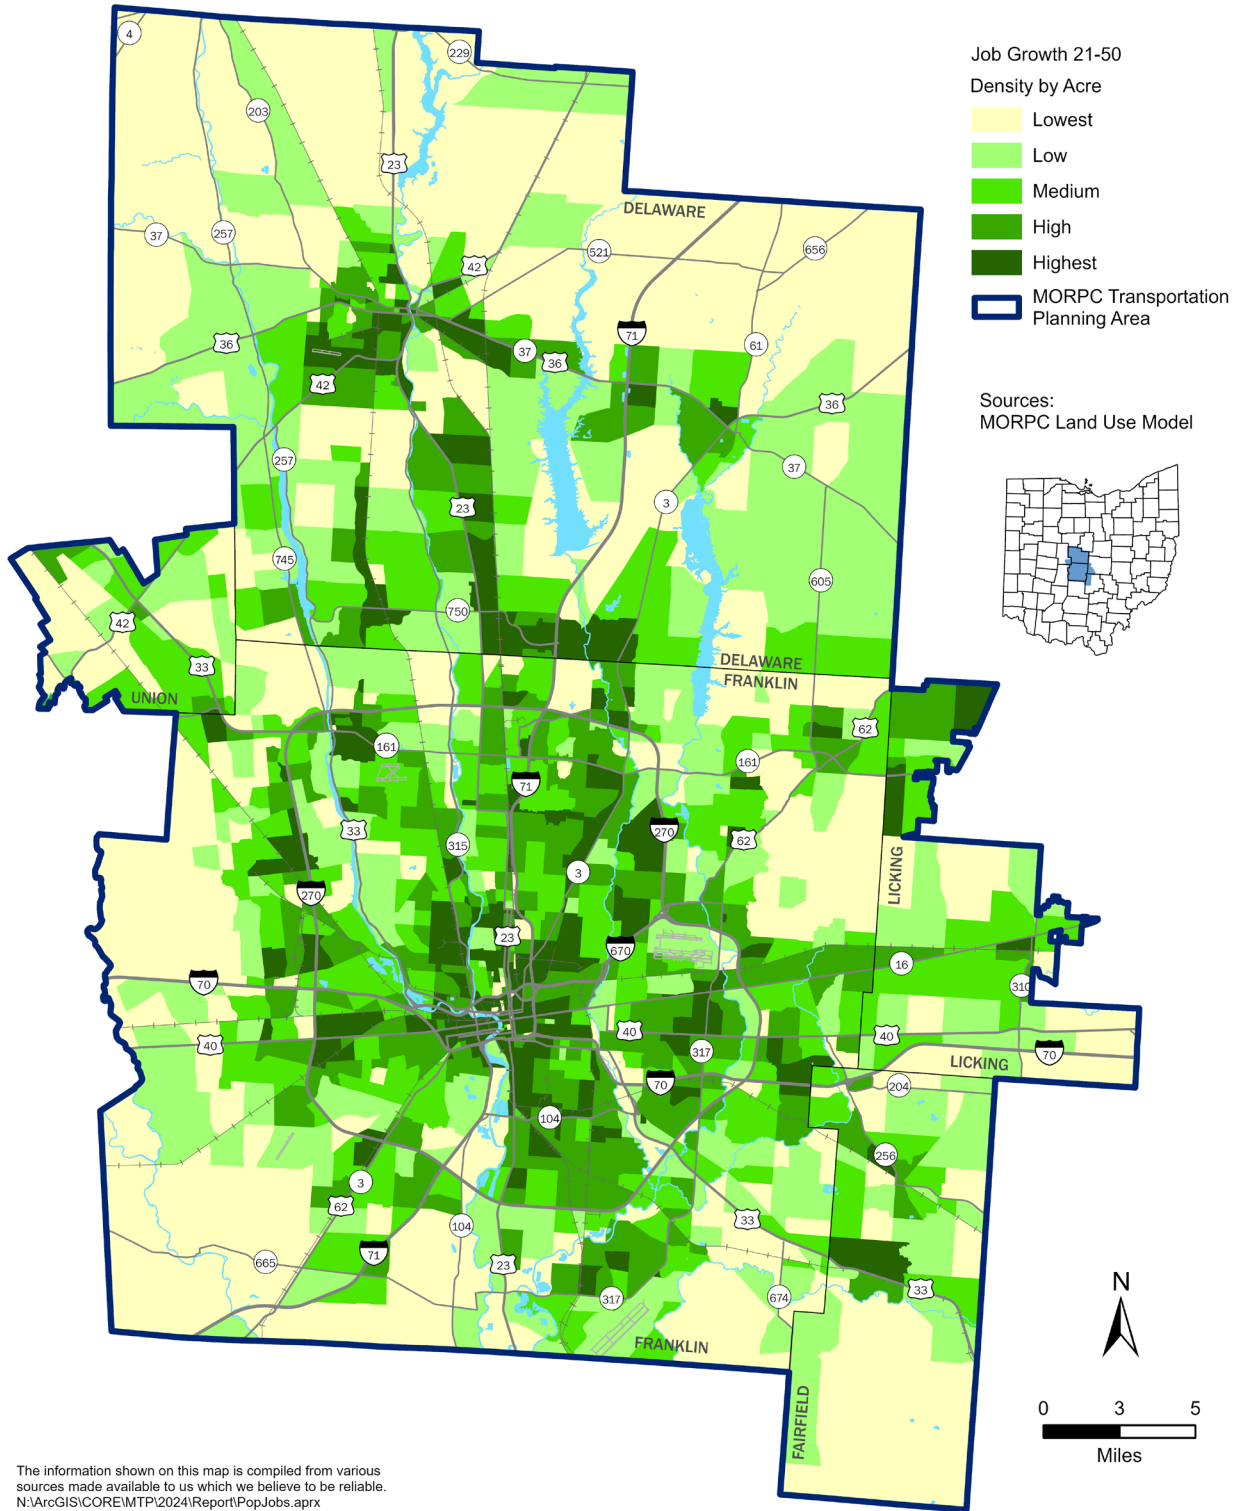 Job Growth 21-50
Density by Acre
Lowest
Low
Medium
High
Highest
MORPC Transportation
Planning Area
Sources:
MORPC Land Use Model
4
229
203
23
DELAWARE
37
257
42
521
656
71
36
37
36
61
42
36
257
37
3
23
745
605
750
42
33
DELAWARE
FRANKLIN
UNION
62
161
161
71
33
270
62
315
3
LICKING
270
23
670
16
70
310
40
40
40
317
70
LICKING
70
204
104
256
3
62
33
104
71
665
23
33
317
674
FRANKLIN
FAIRFIELD
N
0 3 5
Miles
The information shown on this map is compiled from various
sources made available to us which we believe to be reliable.
N:\ArcGIS\CORE\MTP\2024\Report\PopJobs.aprx